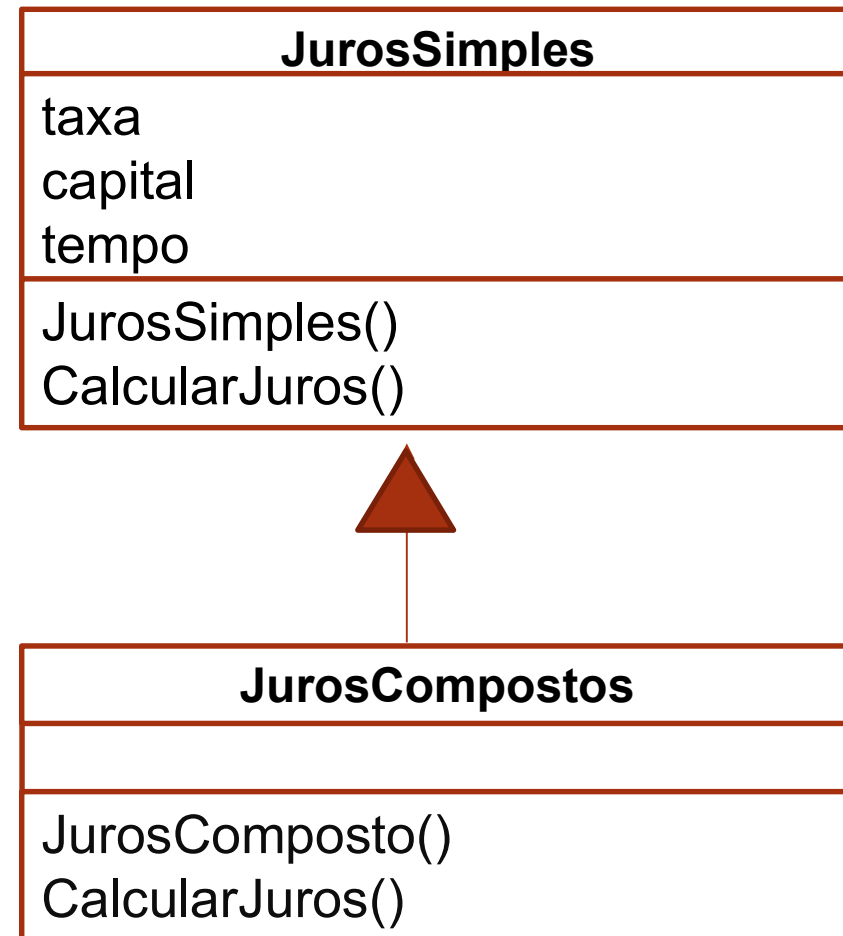 JurosSimples
taxa
capital
tempo
JurosSimples()
CalcularJuros()
JurosCompostos
JurosComposto()
CalcularJuros()